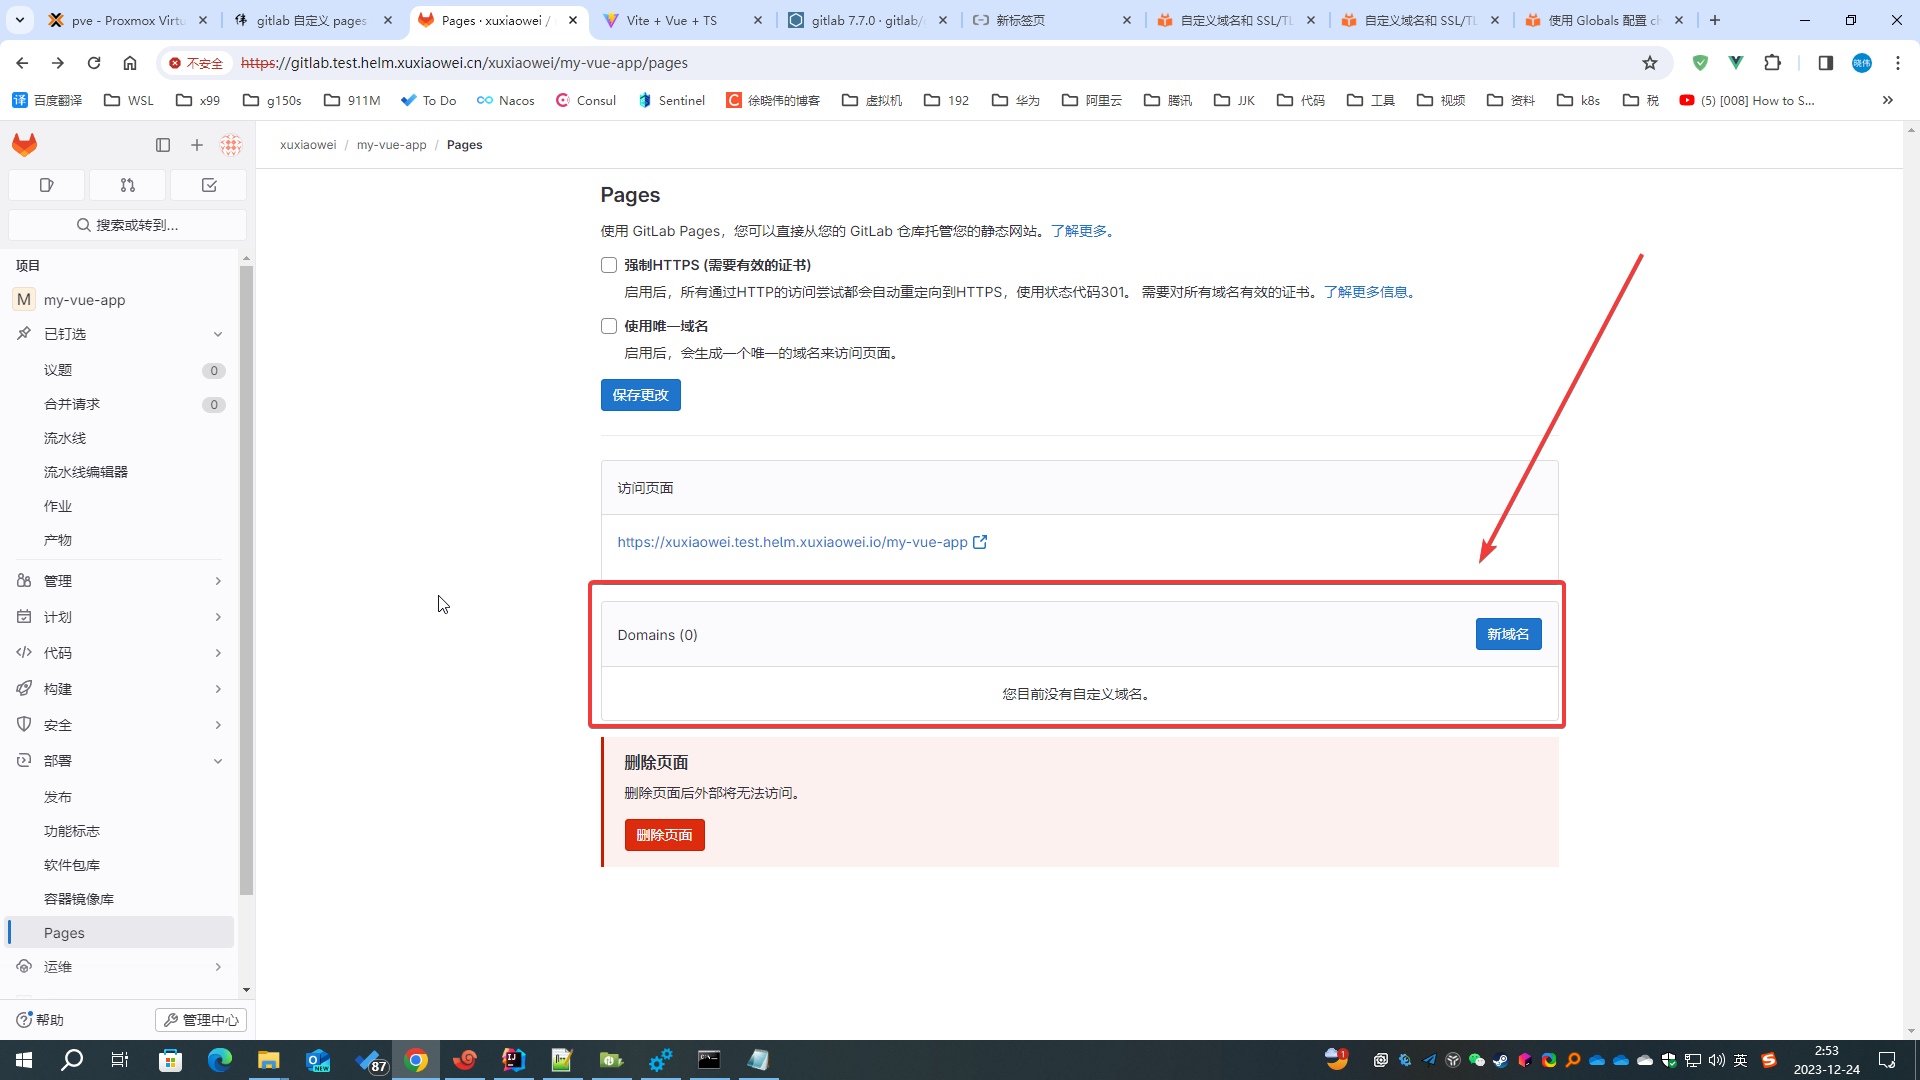 pve - Proxmox Virtu
gitlab 自定义 pages
Pages · xuxiaowei /
Vite + Vue + TS
gitlab 7.7.0 · gitlab/g
新标签页
自定义域名和 SSL/TL
自定义域名和 SSL/TL
使用 Globals 配置 ch
不安全
https://gitlab.test.helm.xuxiaowei.cn/xuxiaowei/my-vue-app/pages
晓伟
译 百度翻译
WSL
x99
g150s
911M
To Do
Nacos
Consul
Sentinel
C 徐晓伟的博客
虚拟机
192
华为
阿里云
腾讯
JJK
代码
工具
视频
资料
k8s
税
(5) [008] How to S...
xuxiaowei / my-vue-app / Pages
搜索或转到...
项目
M my-vue-app
已钉选
议题 0
合并请求 0
流水线
流水线编辑器
作业
产物
管理
计划
代码
构建
安全
部署
发布
功能标志
软件包库
容器镜像库
Pages
运维
帮助
管理中心
Pages
使用 GitLab Pages，您可以直接从您的 GitLab 仓库托管您的静态网站。了解更多。
强制HTTPS (需要有效的证书)
启用后，所有通过HTTP的访问尝试都会自动重定向到HTTPS，使用状态代码301。 需要对所有域名有效的证书。了解更多信息。
使用唯一域名
启用后，会生成一个唯一的域名来访问页面。
保存更改
访问页面
https://xuxiaowei.test.helm.xuxiaowei.io/my-vue-app
Domains (0)
新域名
您目前没有自定义域名。
删除页面
删除页面后外部将无法访问。
删除页面
NEW
87
1
英
2:53
2023-12-24